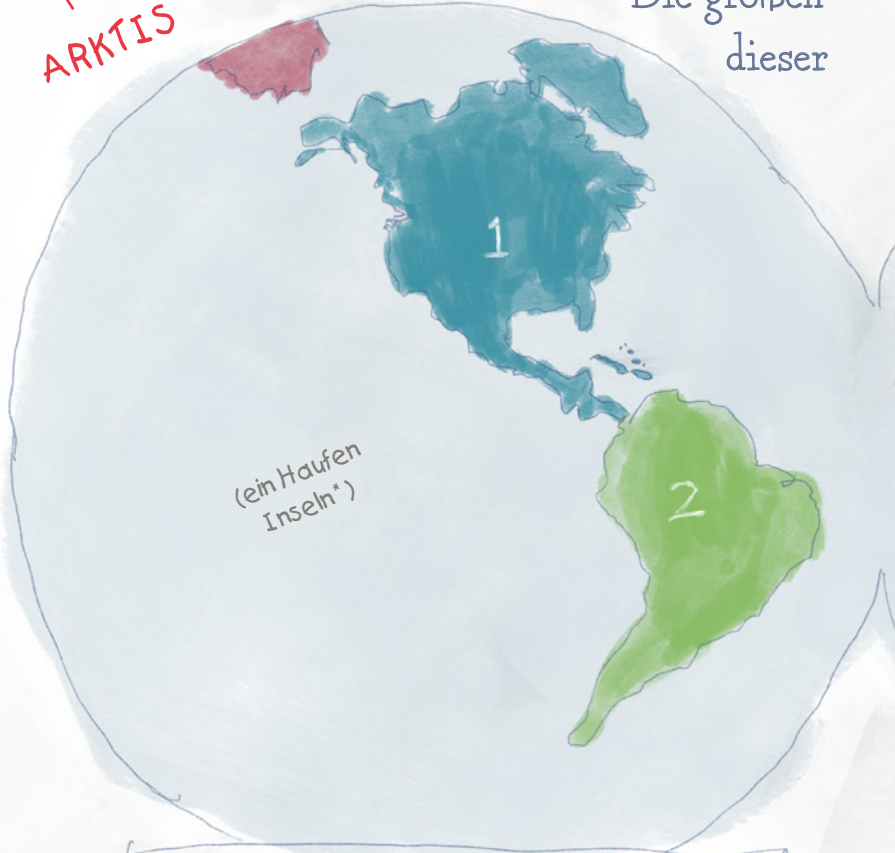 ARKTIS
Die großen
dieser
1
2
(ein Haufen
Inseln*)